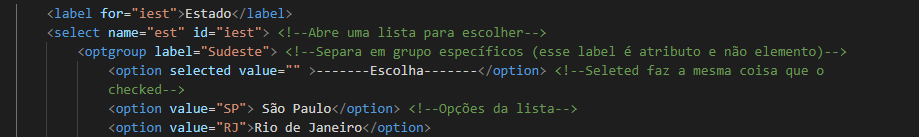 <label for="iest">Estado</label>
<select name="est" id="iest"> <!--Abre uma lista para escolher-->
<optgroup label="Sudeste"> <!--Separa em grupo específicos (esse label é atributo e não elemento)-->
<option selected value="" >-------Escolha-------</option> <!--Seleted faz a mesma coisa que o
checked-->
<option value="SP"> São Paulo</option> <!--Opções da lista-->
<option value="RJ">Rio de Janeiro</option>